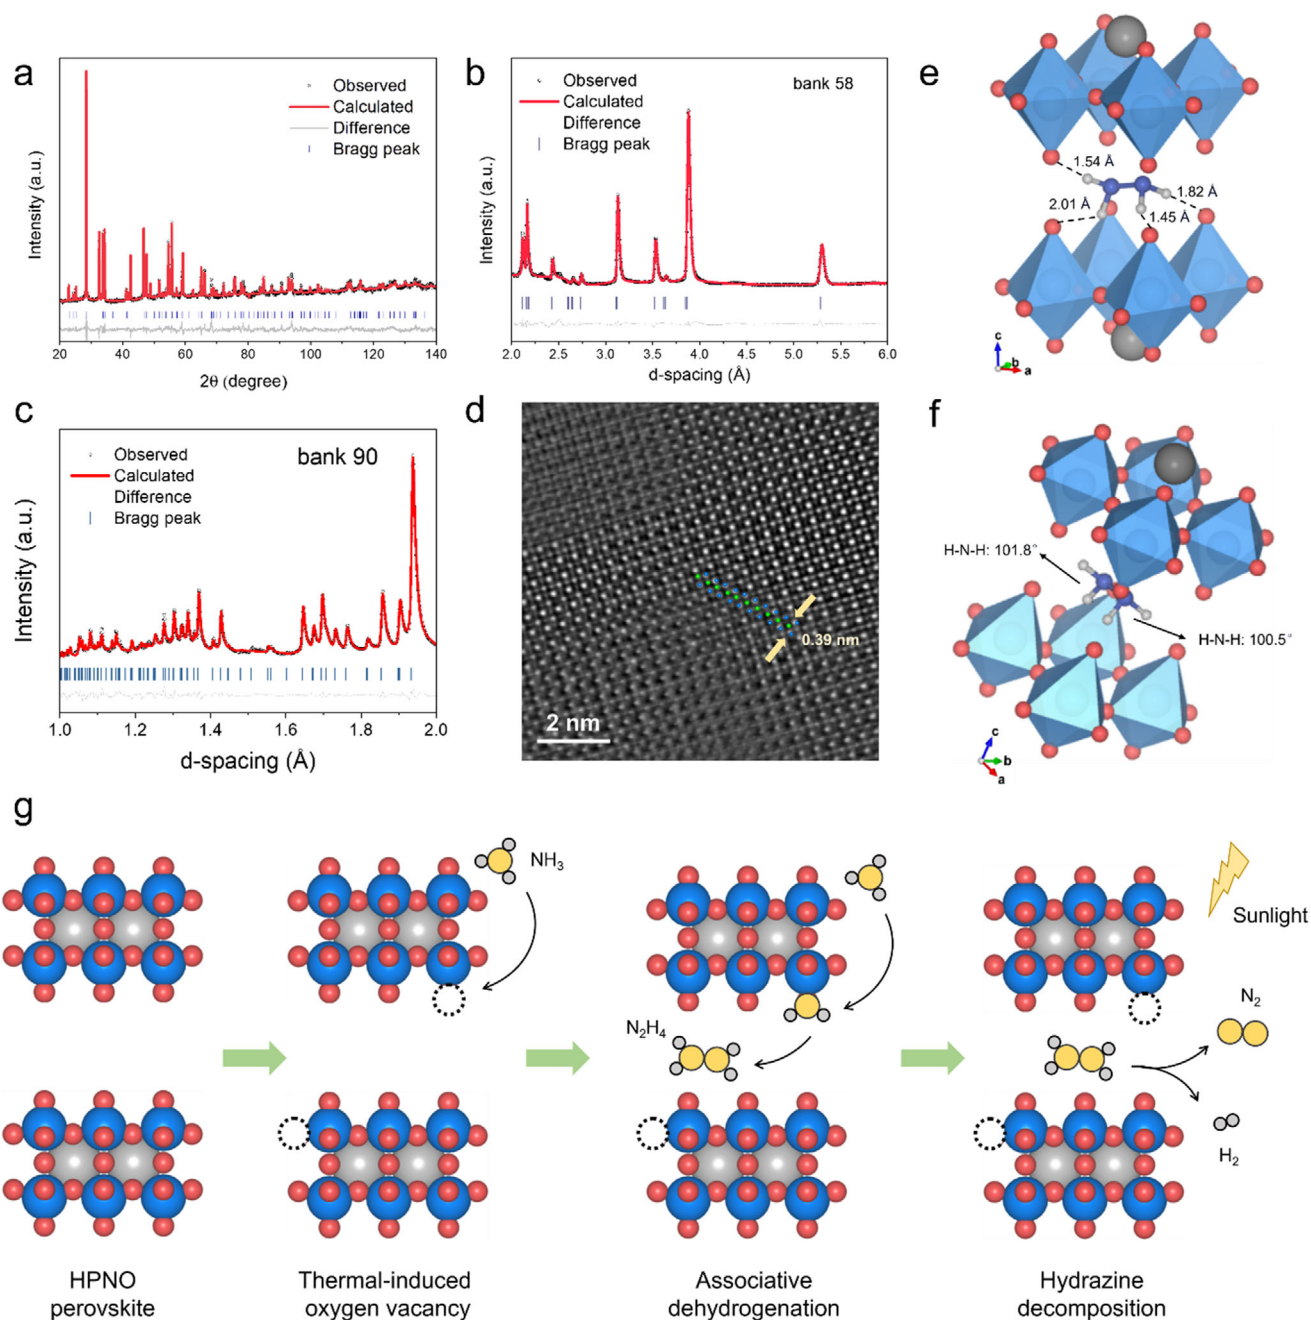 a
Observed
Calculated
Difference
Bragg peak
Intensity (a.u.)
20 40 60 80 100 120 140
2θ (degree)
b
Observed
Calculated
Difference
Bragg peak
bank 58
Intensity (a.u.)
2.0 2.5 3.0 3.5 4.0 4.5 5.0 5.5 6.0
d-spacing (Å)
e
1.54 Å
1.82 Å
2.01 Å
1.45 Å
c
b
a
c
Observed
Calculated
Difference
Bragg peak
bank 90
Intensity (a.u.)
1.0 1.2 1.4 1.6 1.8 2.0
d-spacing (Å)
d
0.39 nm
2 nm
f
H-N-H: 101.8°
H-N-H: 100.5°
c
b
a
g
NH₃
Sunlight
N₂H₄
N₂
H₂
HPNO
perovskite
Thermal-induced
oxygen vacancy
Associative
dehydrogenation
Hydrazine
decomposition